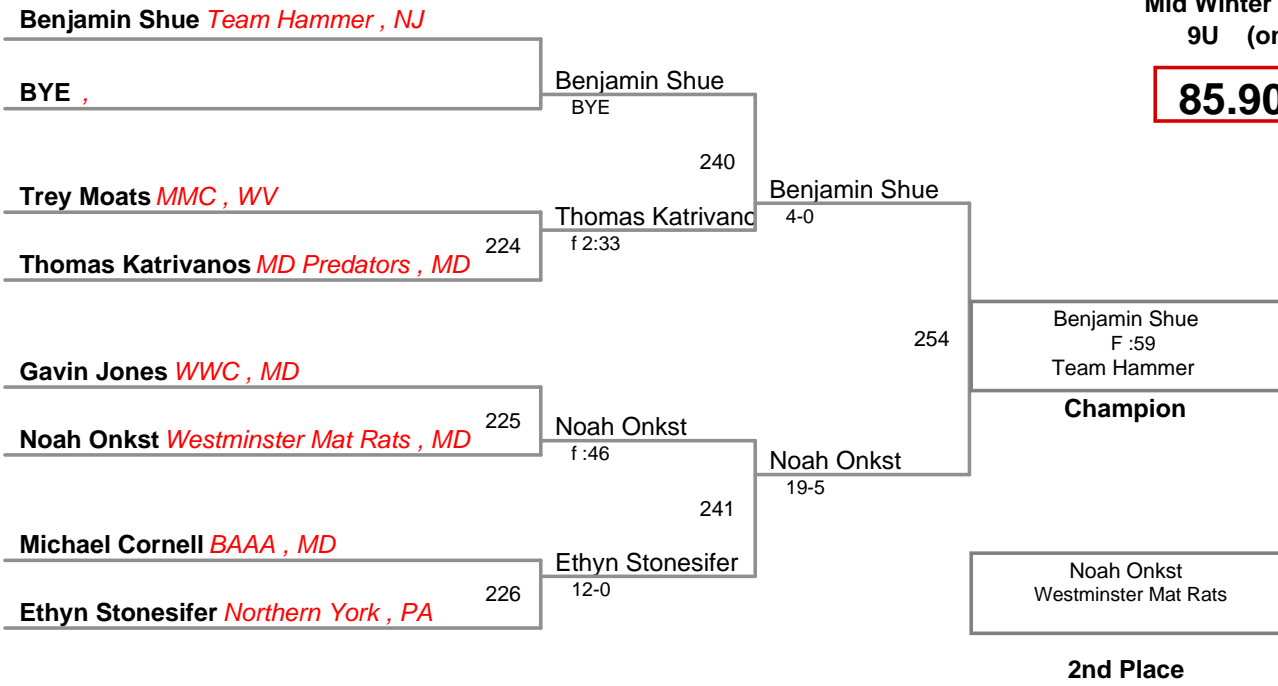 Benjamin Shue Team Hammer , NJ
Mid Winter
9U (or
BYE ,
85.90
Benjamin Shue
BYE
240
Trey Moats MMC , WV
Benjamin Shue
4-0
Thomas Katrivanc
f 2:33
224
Thomas Katrivanos MD Predators , MD
254
Benjamin Shue
F :59
Team Hammer
Champion
Gavin Jones WWC , MD
225
Noah Onkst
f :46
Noah Onkst Westminster Mat Rats , MD
Noah Onkst
19-5
241
Michael Cornell BAAA , MD
Ethyn Stonesifer
12-0
226
Ethyn Stonesifer Northern York , PA
Noah Onkst
Westminster Mat Rats
2nd Place